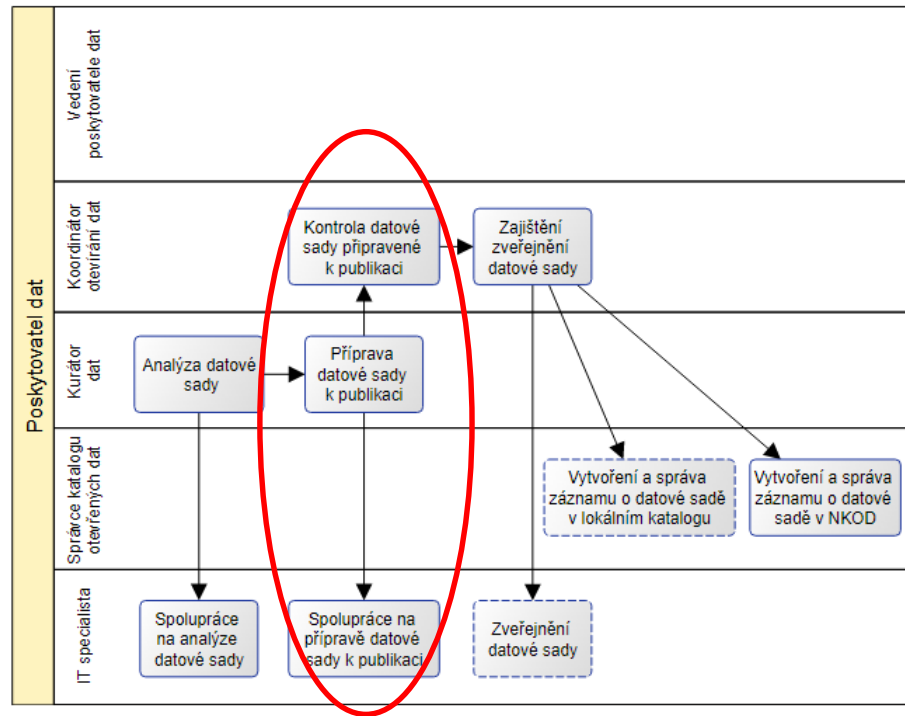 Poskytovatel dat
Vedení
poskytovatele dat
Koordinátor
otevírání dat
Kontrola datové
sady připravené
k publikaci
Zajištění
zveřejnění
datové sady
Kurátor
dat
Analýza datové
sady
Příprava
datové sady
k publikaci
Správce katalogu
otevřených dat
Vytvoření a správa
záznamu o datové sadě
v lokálním katalogu
Vytvoření a správa
záznamu o datové
sadě v NKOD
IT specialista
Spolupráce
na analýze
datové sady
Spolupráce na
přípravě datové
sady k publikaci
Zveřejnění
datové sady